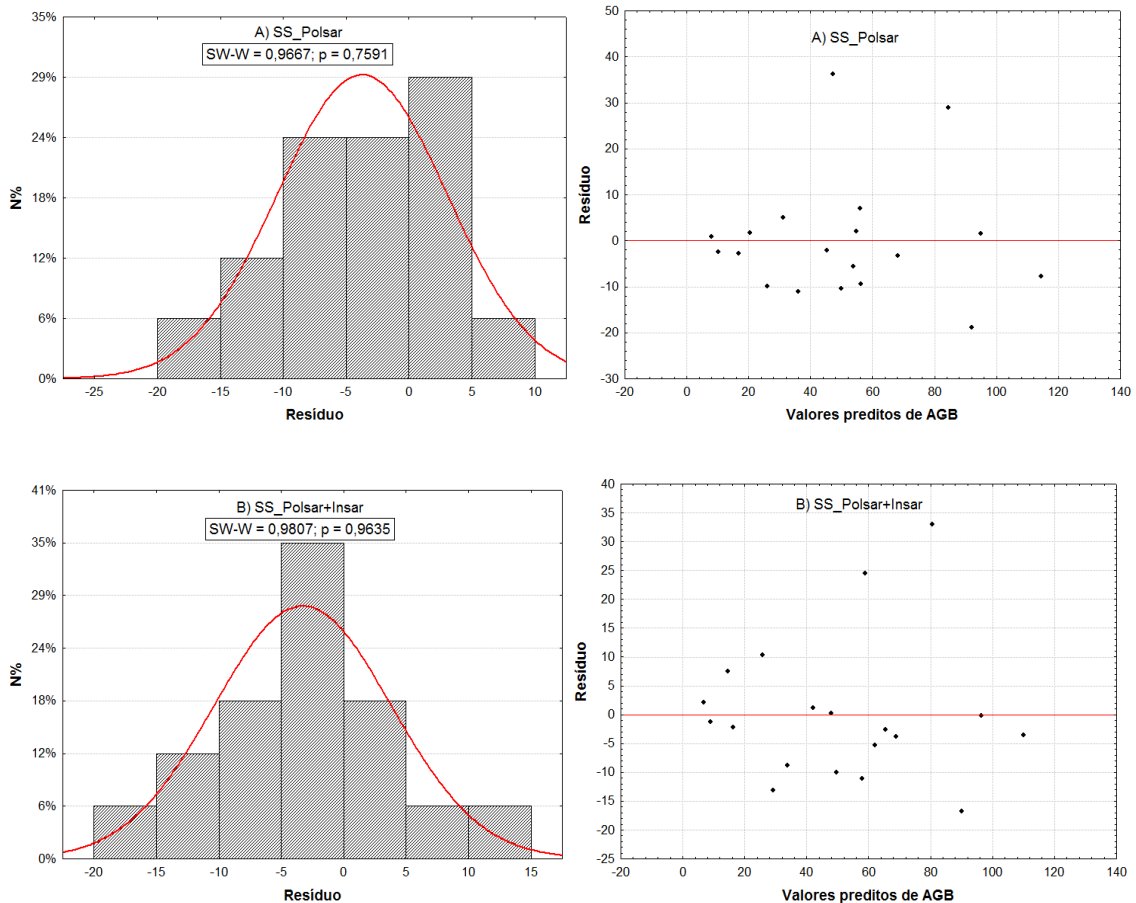 A) SS_Polsar
SW-W = 0,9667; p = 0,7591
35%
29%
24%
18%
12%
6%
0%
N%
-25 -20 -15 -10 -5 0 5 10
Resíduo
A) SS_Polsar
50
40
30
20
10
0
-10
-20
-30
Resíduo
-20 0 20 40 60 80 100 120 140
Valores preditos de AGB
B) SS_Polsar+Insar
SW-W = 0,9807; p = 0,9635
41%
35%
29%
24%
18%
12%
6%
0%
N%
-20 -15 -10 -5 0 5 10 15
Resíduo
B) SS_Polsar+Insar
40
35
30
25
20
15
10
5
0
-5
-10
-15
-20
-25
Resíduo
-20 0 20 40 60 80 100 120 140
Valores preditos de AGB